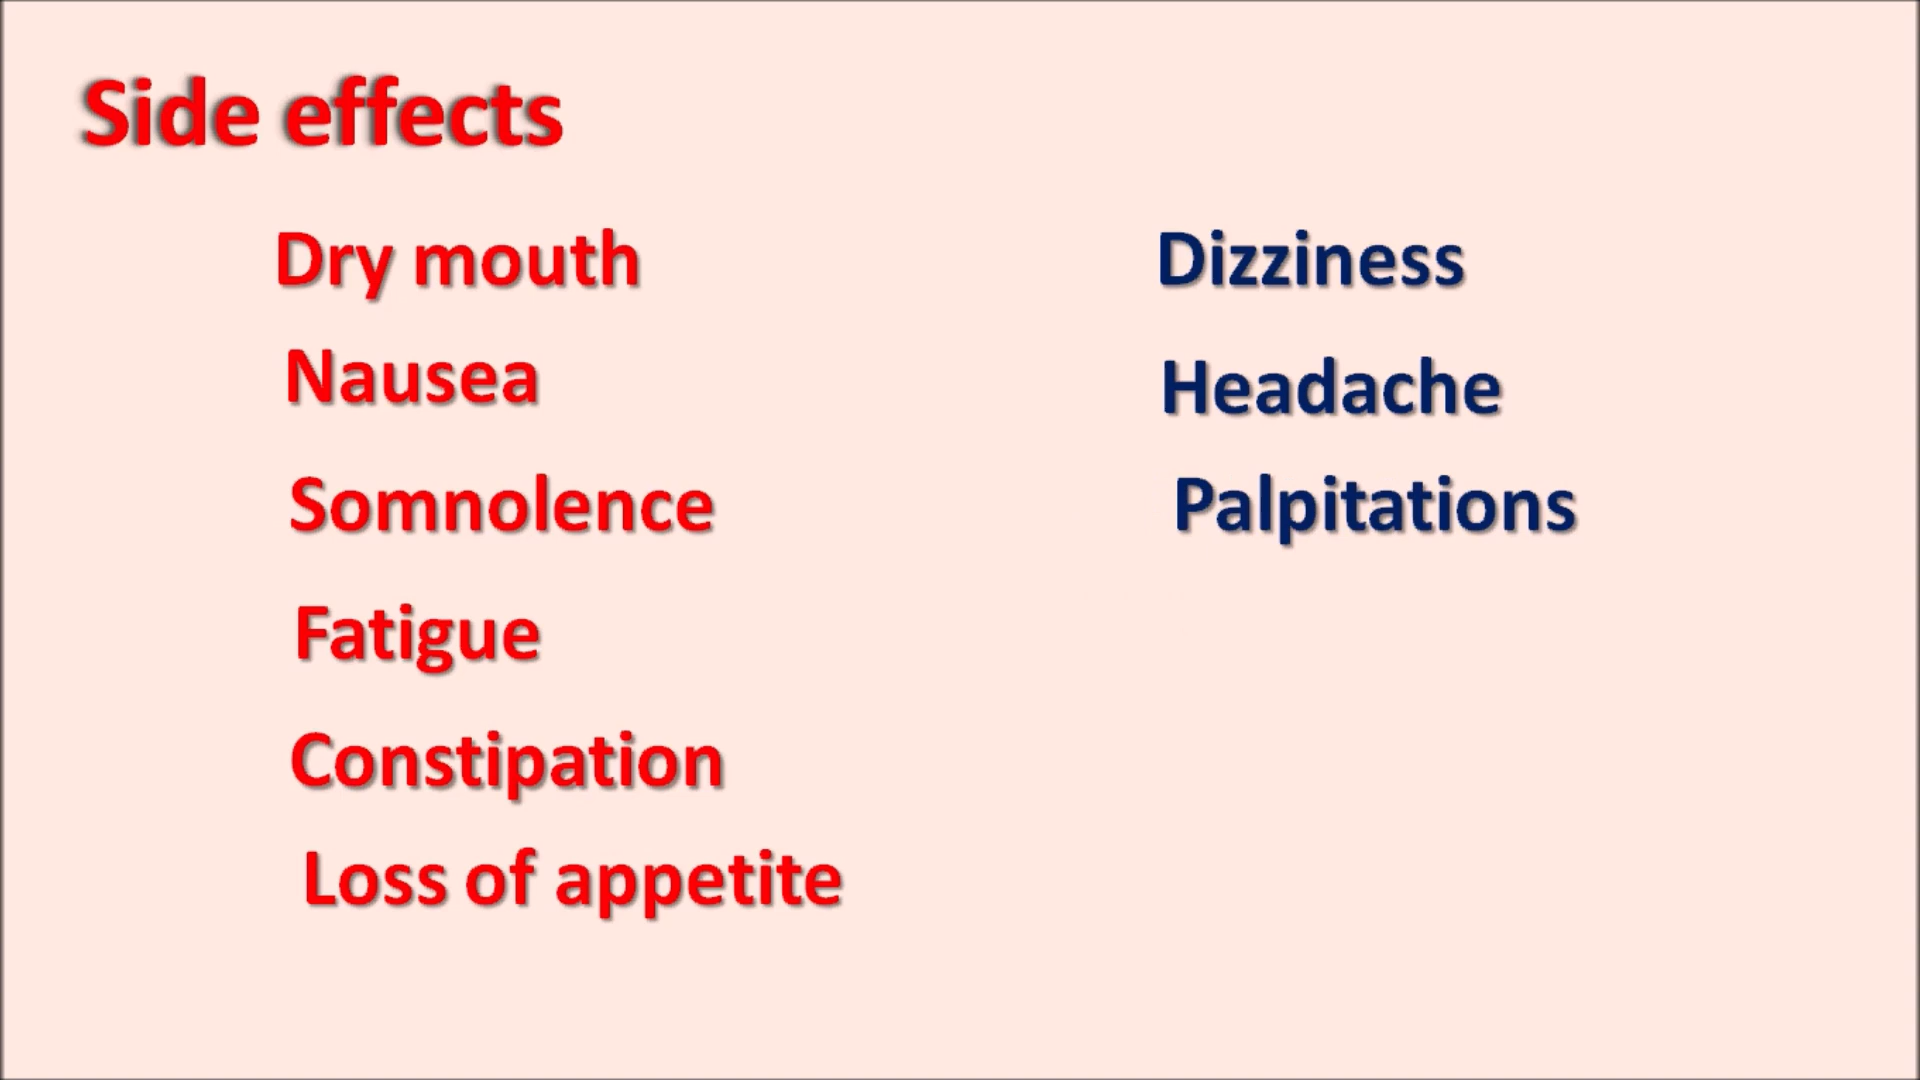 Side effects
Dry mouth
Nausea
Somnolence
Fatigue
Constipation
Loss of appetite
Dizziness
Headache
Palpitations